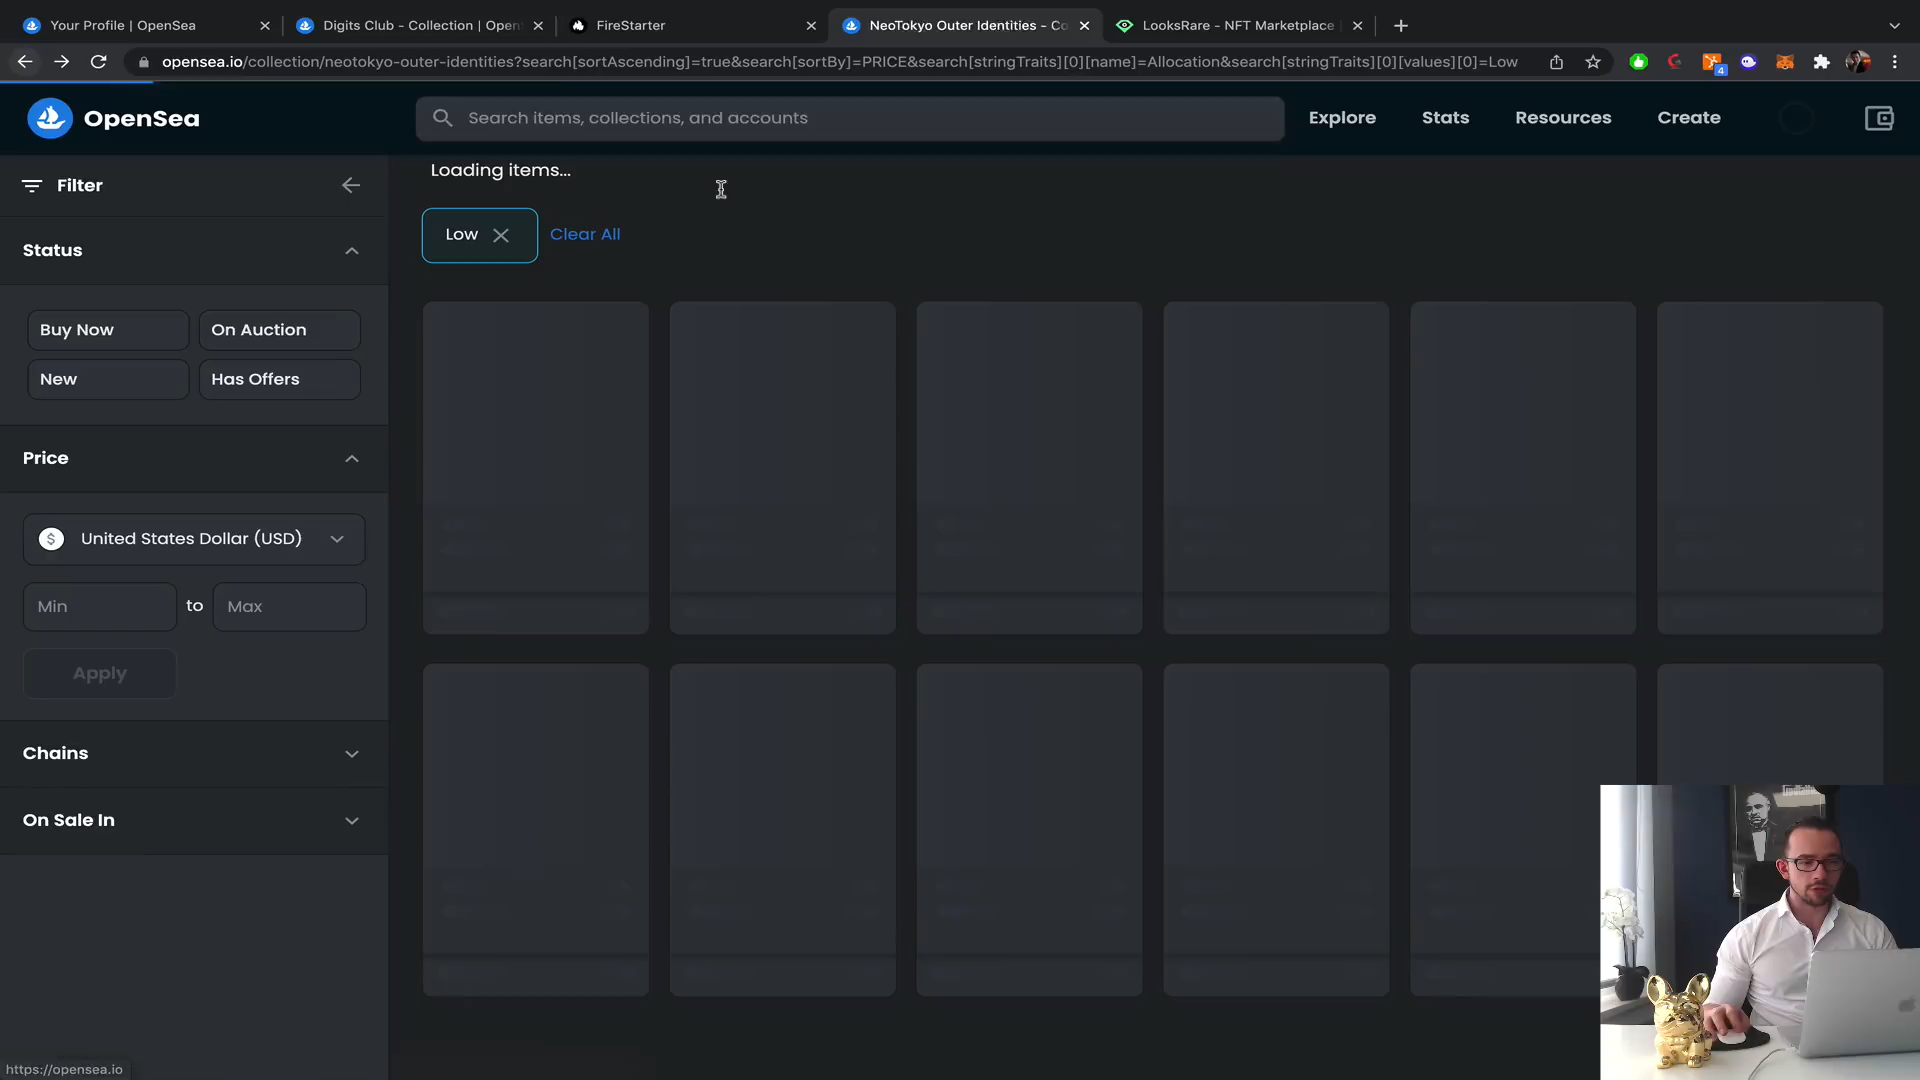 Your Profile | OpenSea
Digits Club - Collection | Open
FireStarter
NeoTokyo Outer Identities - Co
LooksRare - NFT Marketplace
opensea.io/collection/neotokyo-outer-identities?search[sortAscending]=true&search[sortBy]=PRICE&search[stringTraits][0][name]=Allocation&search[stringTraits][0][values][0]=Low
4
OpenSea
Search items, collections, and accounts
Explore
Stats
Resources
Create
Filter
Loading items...
Low
Clear All
Status
Buy Now
On Auction
New
Has Offers
Price
$ United States Dollar (USD)
Min
to
Max
Apply
Chains
On Sale In
https://opensea.io